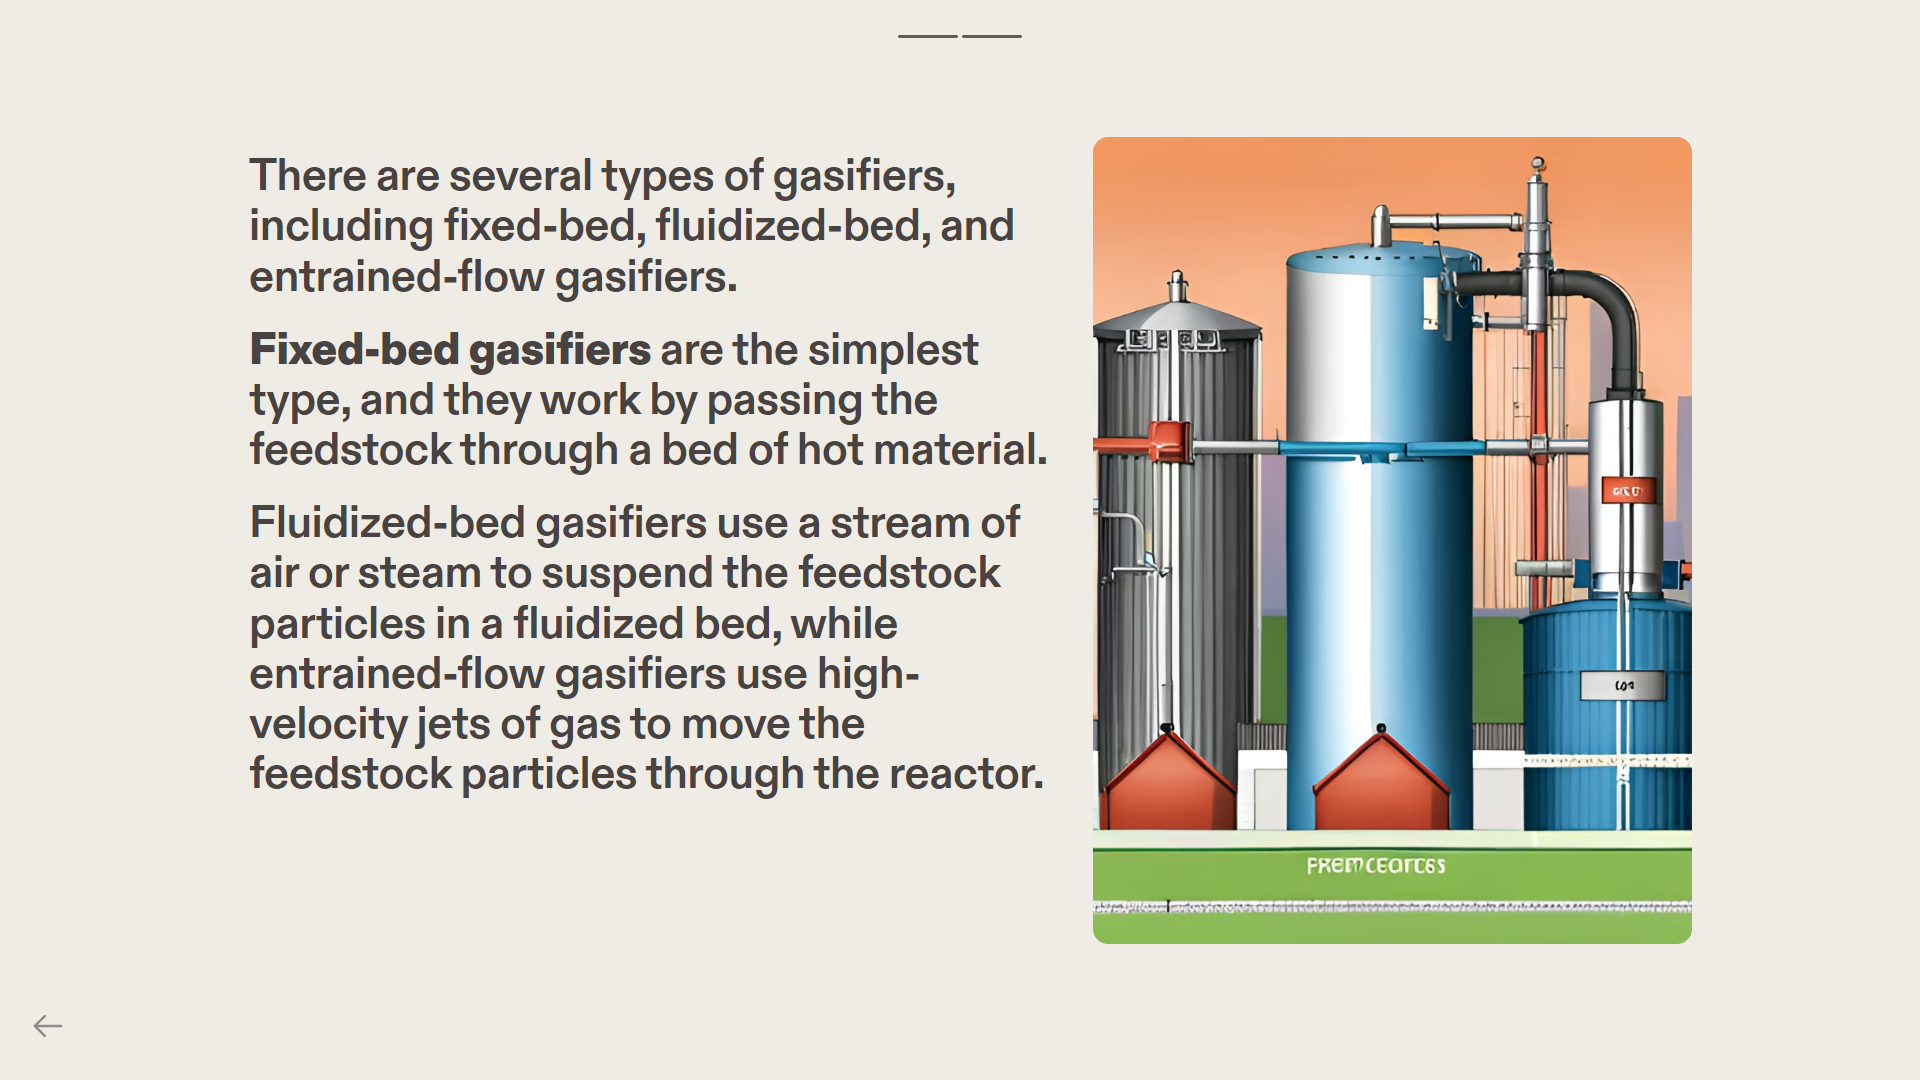 There are several types of gasifiers,
including fixed-bed, fluidized-bed, and
entrained-flow gasifiers.
Fixed-bed gasifiers are the simplest
type, and they work by passing the
feedstock through a bed of hot material.
Fluidized-bed gasifiers use a stream of
air or steam to suspend the feedstock
particles in a fluidized bed, while
entrained-flow gasifiers use high-
velocity jets of gas to move the
feedstock particles through the reactor.